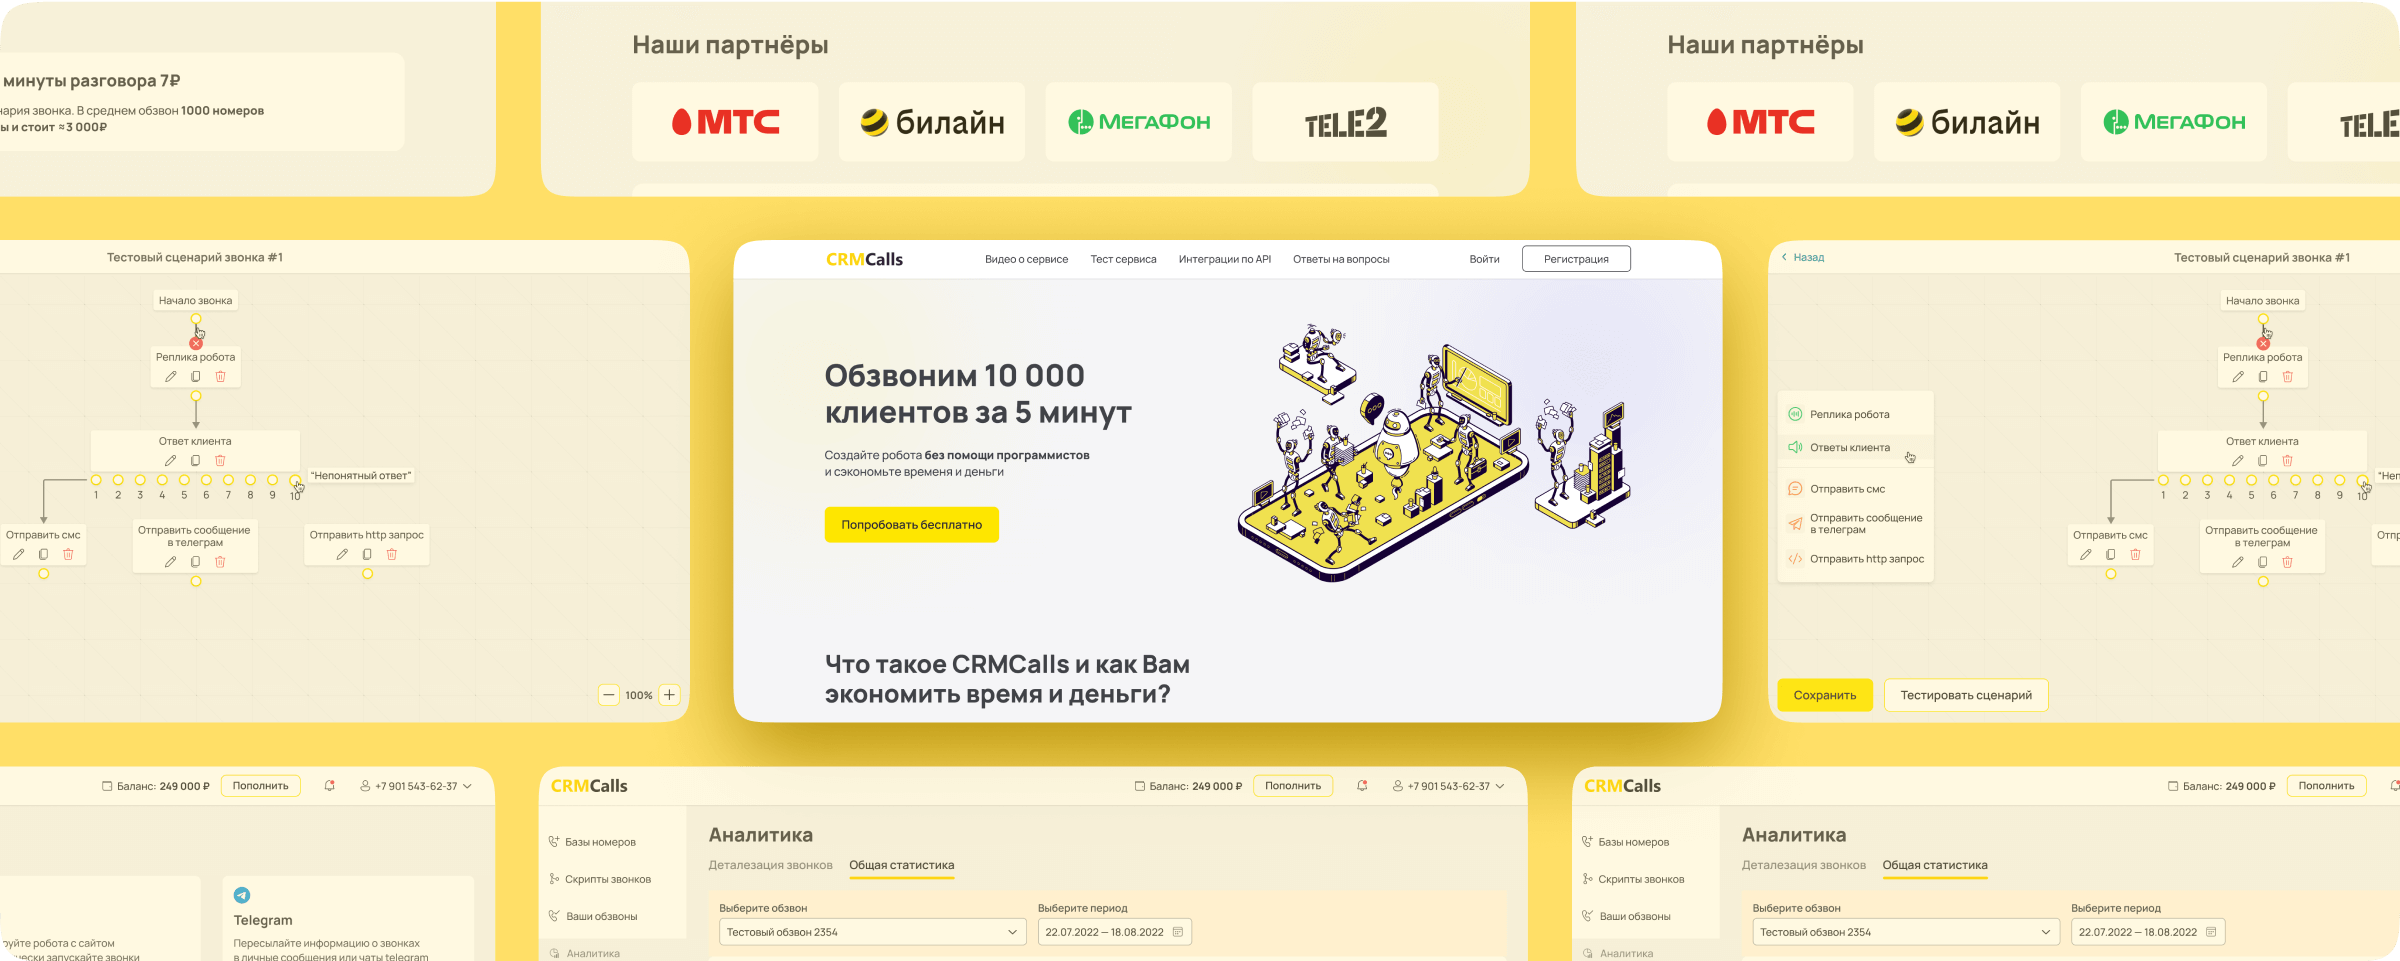 минуты разговора 7₽
нария звонка. В среднем обзвон 1000 номеров
ы и стоит ≈3 000₽
Наши партнёры
МТС
билайн
МЕГАФОН
TELE2
Наши партнёры
МТС
билайн
МЕГАФОН
TELE
Тестовый сценарий звонка #1
Начало звонка
Реплика робота
Ответ клиента
"Непонятный ответ"
1 2 3 4 5 6 7 8 9 10
Отправить смс
Отправить сообщение
в телеграм
Отправить http запрос
100%
CRMCalls
Видео о сервисе
Тест сервиса
Интеграции по API
Ответы на вопросы
Войти
Регистрация
Обзвоним 10 000
клиентов за 5 минут
Создайте робота без помощи программистов
и сэкономьте времени и деньги
Попробовать бесплатно
Что такое CRMCalls и как Вам
экономить время и деньги?
Назад
Тестовый сценарий звонка #1
Реплика робота
Ответы клиента
Отправить смс
Отправить сообщение
в телеграм
Отправить http запрос
Начало звонка
Реплика робота
Ответ клиента
"Неп
1 2 3 4 5 6 7 8 9 10
Отправить смс
Отправить сообщение
в телеграм
Отпр
Сохранить
Тестировать сценарий
Баланс: 249 000 ₽
Пополнить
+7 901 543-62-37
Telegram
руйте робота с сайтом
Пересылайте информацию о звонках
чески запускайте звонки
в личные сообщения или чаты telegram
CRMCalls
Баланс: 249 000 ₽
Пополнить
+7 901 543-62-37
Базы номеров
Скрипты звонков
Ваши обзвоны
Аналитика
Аналитика
Деталезация звонков
Общая статистика
Выберите обзвон
Выберите период
Тестовый обзвон 2354
22.07.2022 — 18.08.2022
CRMCalls
Баланс: 249 000 ₽
Пополнить
Базы номеров
Скрипты звонков
Ваши обзвоны
Аналитика
Аналитика
Деталезация звонков
Общая статистика
Выберите обзвон
Выберите период
Тестовый обзвон 2354
22.07.2022 — 18.08.2022